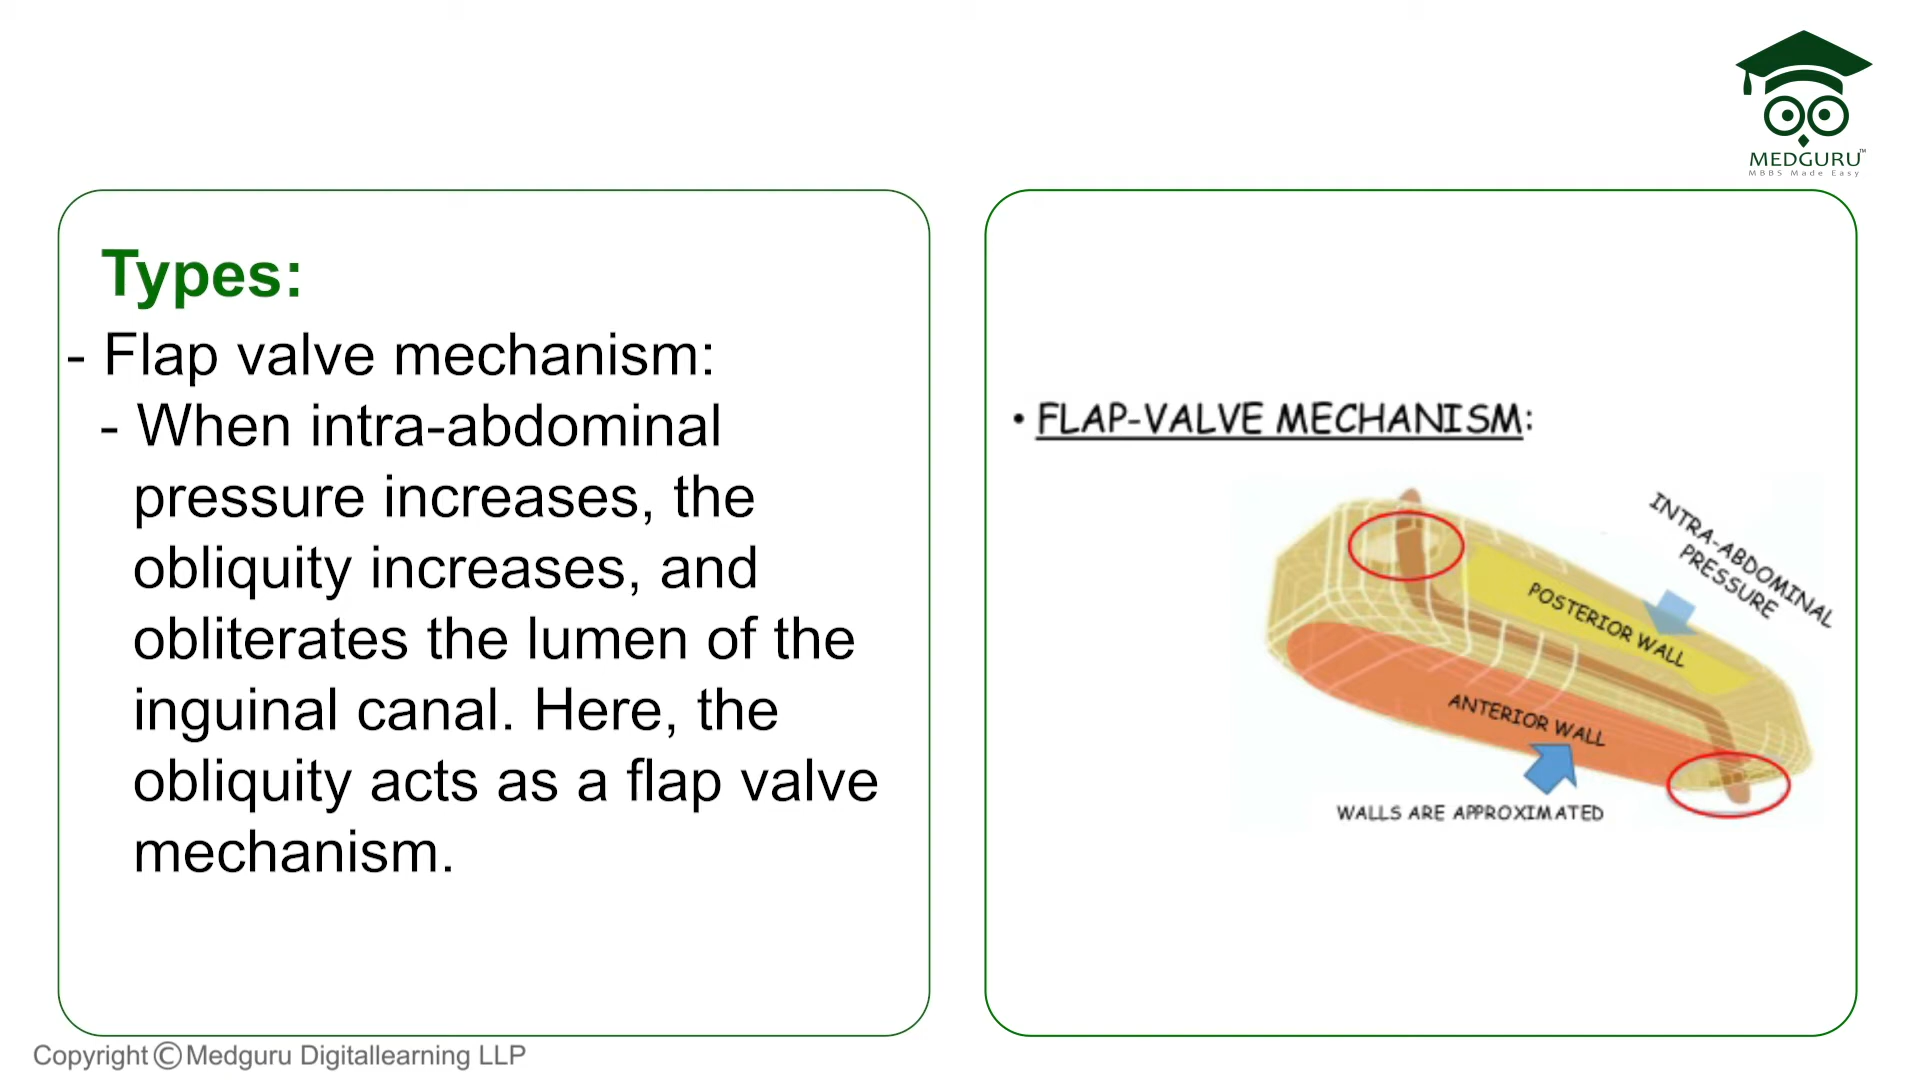 MEDGURU™
MBBS Made Easy
Types:
- Flap valve mechanism:
- When intra-abdominal
pressure increases, the
obliquity increases, and
obliterates the lumen of the
inguinal canal. Here, the
obliquity acts as a flap valve
mechanism.
• FLAP-VALVE MECHANISM:
INTRA-ABDOMINAL
PRESSURE
POSTERIOR WALL
ANTERIOR WALL
WALLS ARE APPROXIMATED
Copyright © Medguru Digitallearning LLP